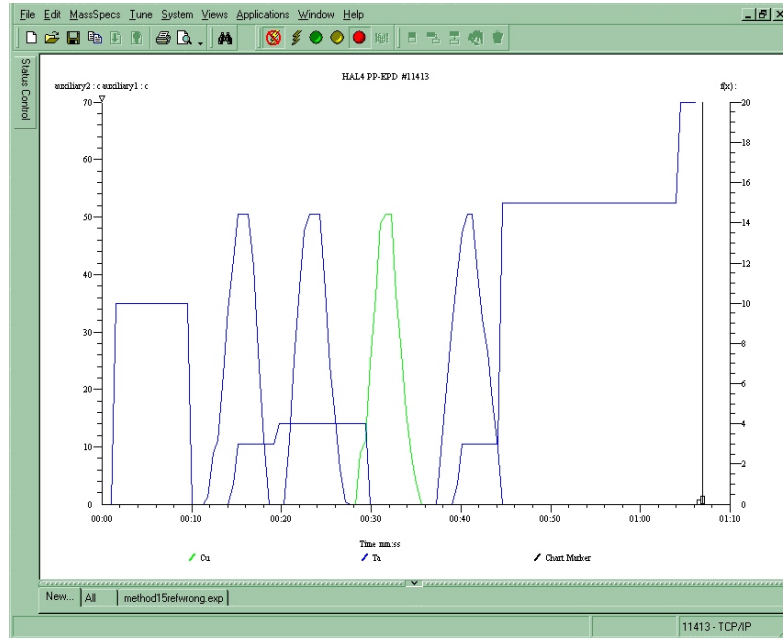 File Edit MassSpecs Tune System Views Applications Window Help
Status Control
HAL4 PP-EPD #11413
auxiliary2 : c auxiliary1 : c
f(x) :
70
60
50
40
30
20
10
0
20
18
16
14
12
10
8
6
4
2
0
00:00 00:10 00:20 00:30 00:40 00:50 01:00 01:10
Time mm:ss
Cu Ta Chart Marker
New... All method15refwrong.exp
11413 - TCP/IP